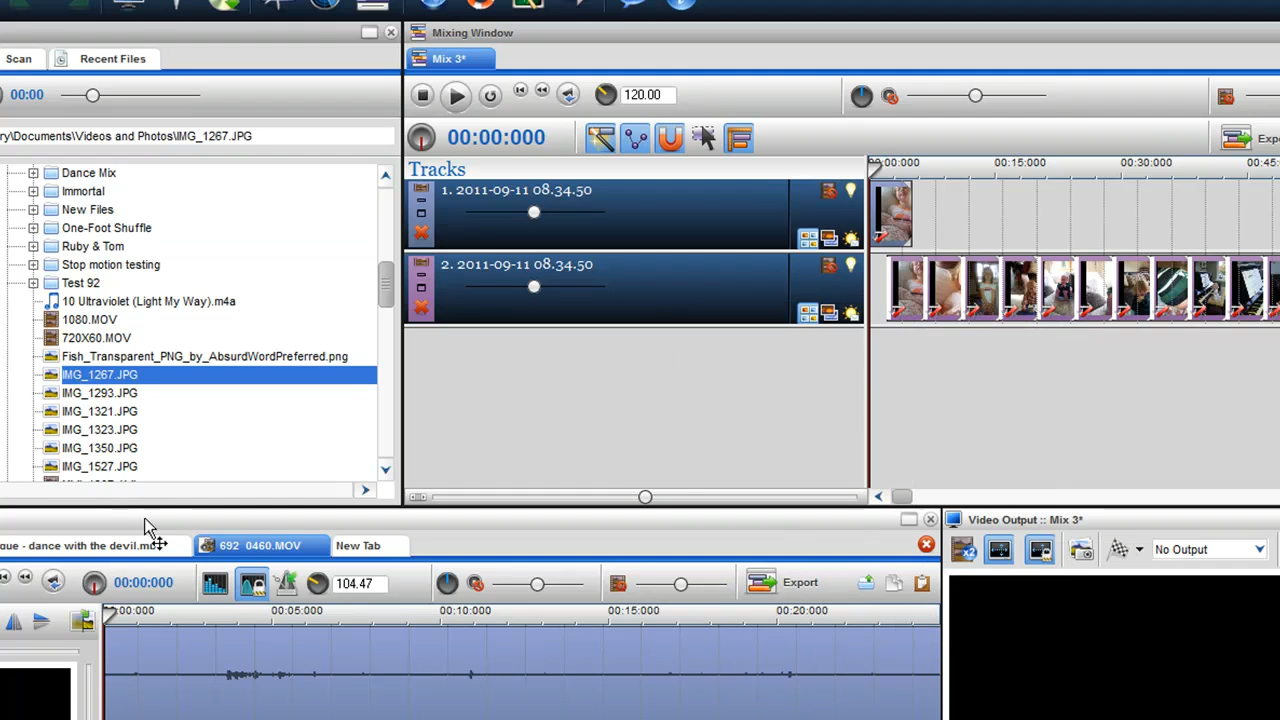 Mixing Window
Scan
Recent Files
Mix 3*
00:00
120.00
ry\Documents\Videos and Photos\IMG_1267.JPG
00:00:000
Tracks
00:00:000
00:15:000
00:30:000
00:45:
Expo
Dance Mix
Immortal
New Files
One-Foot Shuffle
Ruby & Tom
Stop motion testing
Test 92
10 Ultraviolet (Light My Way).m4a
1080.MOV
720X60.MOV
Fish_Transparent_PNG_by_AbsurdWordPreferred.png
IMG_1267.JPG
IMG_1293.JPG
IMG_1321.JPG
IMG_1323.JPG
IMG_1350.JPG
IMG_1527.JPG
1. 2011-09-11 08.34.50
2. 2011-09-11 08.34.50
Video Output :: Mix 3*
gue - dance with the devil.m
692_0460.MOV
New Tab
No Output
00:00:000
104.47
Export
00:000
00:05:000
00:10:000
00:15:000
00:20:000